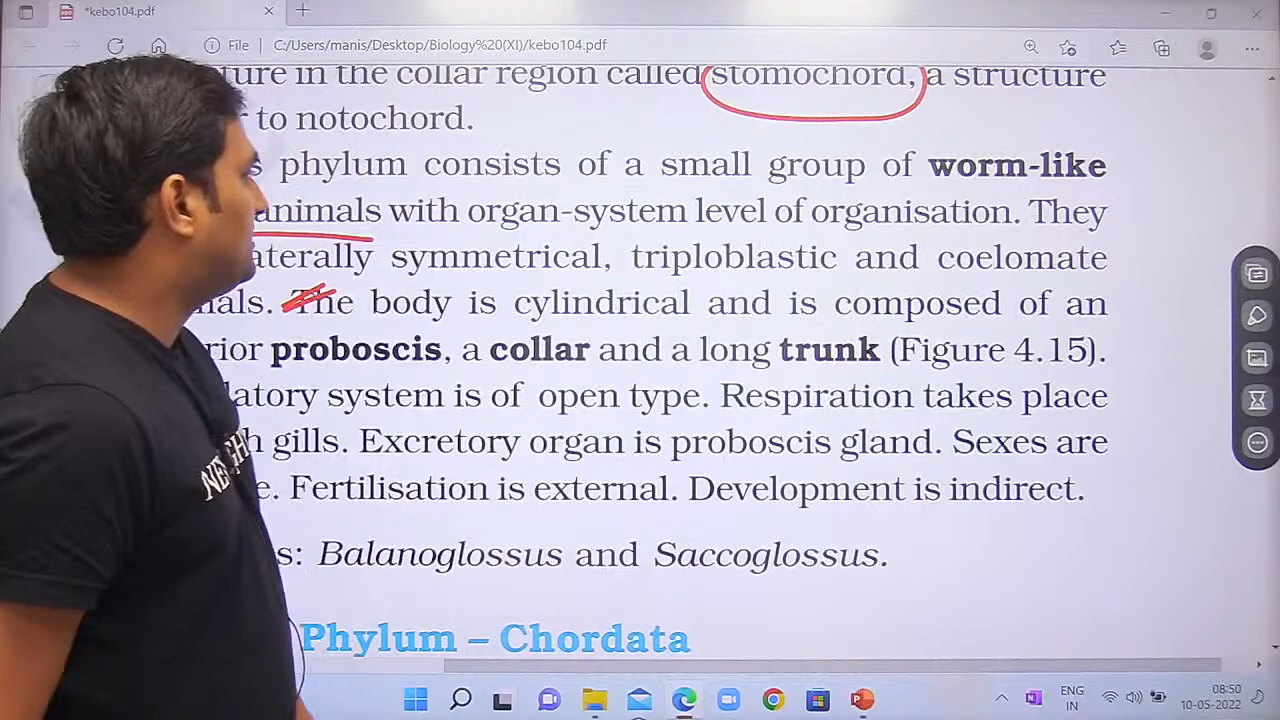 *kebo104.pdf
File | C:/Users/manis/Desktop/Biology%20(XI)/kebo104.pdf
ture in the collar region called stomochord, a structure
to notochord.
phylum consists of a small group of worm-like
animals with organ-system level of organisation. They
aterally symmetrical, triploblastic and coelomate
als. The body is cylindrical and is composed of an
rior proboscis, a collar and a long trunk (Figure 4.15).
latory system is of open type. Respiration takes place
h gills. Excretory organ is proboscis gland. Sexes are
e. Fertilisation is external. Development is indirect.
s: Balanoglossus and Saccoglossus.
Phylum – Chordata
ENG
IN
08:50
10-05-2022